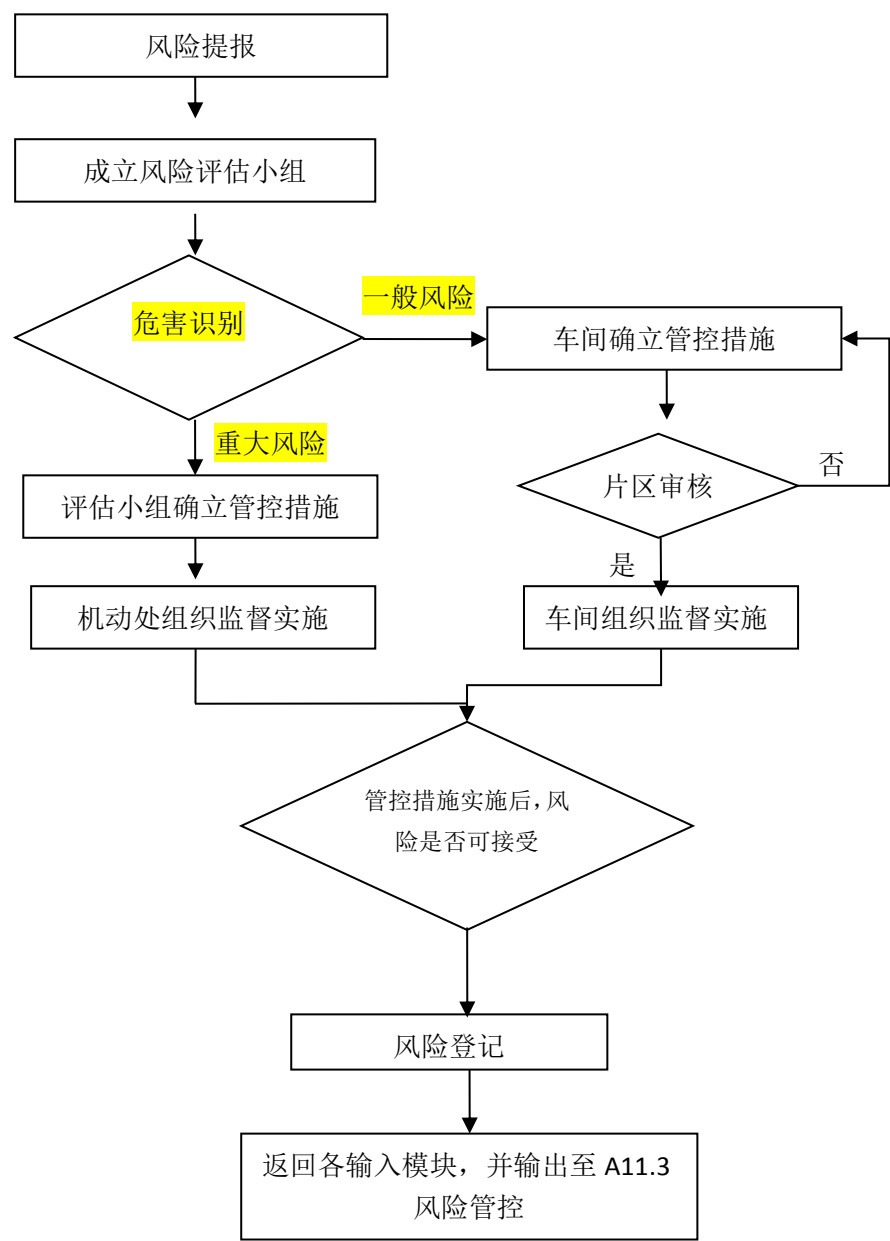 风险提报
成立风险评估小组
一般风险
危害识别
车间确立管控措施
重大风险
否
片区审核
评估小组确立管控措施
是
机动处组织监督实施
车间组织监督实施
管控措施实施后，风
险是否可接受
风险登记
返回各输入模块，并输出至 A11.3
风险管控